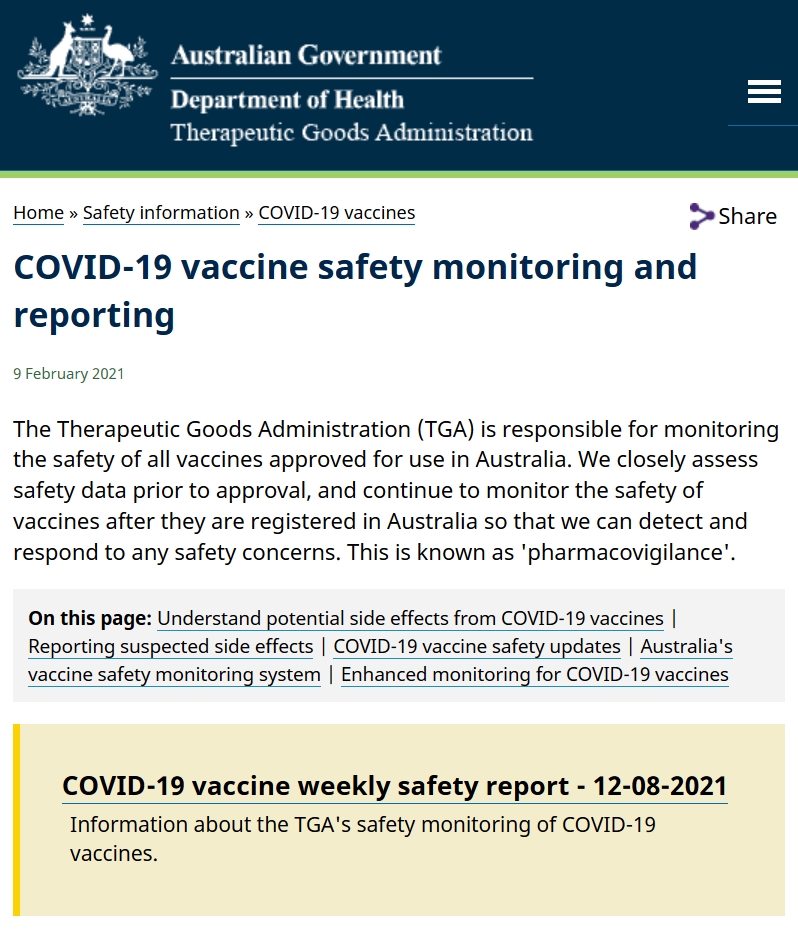 Australian Government
Department of Health
Therapeutic Goods Administration
Home » Safety information » COVID-19 vaccines
Share
COVID-19 vaccine safety monitoring and
reporting
9 February 2021
The Therapeutic Goods Administration (TGA) is responsible for monitoring
the safety of all vaccines approved for use in Australia. We closely assess
safety data prior to approval, and continue to monitor the safety of
vaccines after they are registered in Australia so that we can detect and
respond to any safety concerns. This is known as 'pharmacovigilance'.
On this page: Understand potential side effects from COVID-19 vaccines |
Reporting suspected side effects | COVID-19 vaccine safety updates | Australia's
vaccine safety monitoring system | Enhanced monitoring for COVID-19 vaccines
COVID-19 vaccine weekly safety report - 12-08-2021
Information about the TGA's safety monitoring of COVID-19
vaccines.